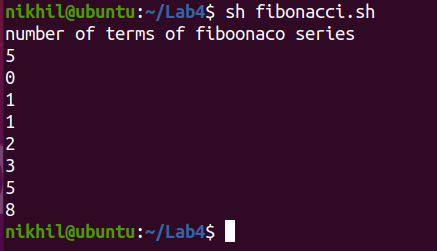 nikhil@ubuntu:~/Lab4$ sh fibonacci.sh
number of terms of fiboonaco series
5
0
1
1
2
3
5
8
nikhil@ubuntu:~/Lab4$